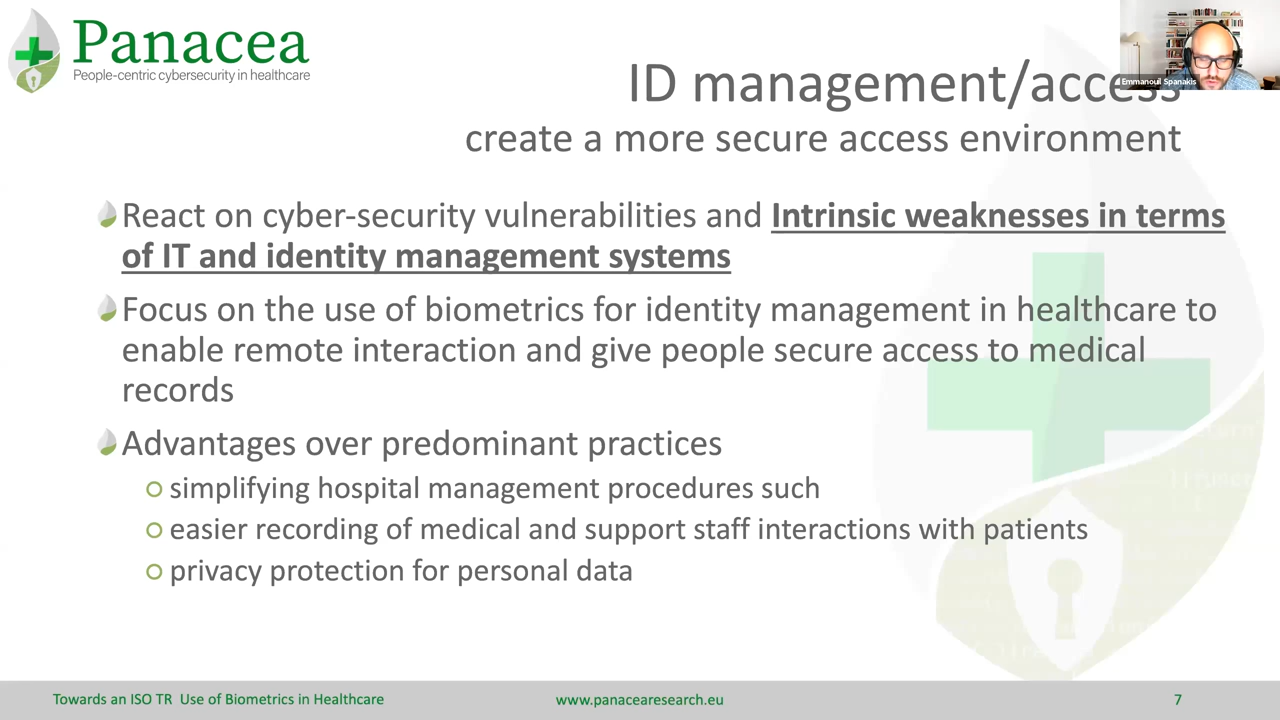 Panacea
People-centric cybersecurity in healthcare
Emmanouil Spanakis
ID management/access
create a more secure access environment
React on cyber-security vulnerabilities and Intrinsic weaknesses in terms
of IT and identity management systems
Focus on the use of biometrics for identity management in healthcare to
enable remote interaction and give people secure access to medical
records
Advantages over predominant practices
simplifying hospital management procedures such
easier recording of medical and support staff interactions with patients
privacy protection for personal data
Towards an ISO TR Use of Biometrics in Healthcare
www.panacearesearch.eu
7